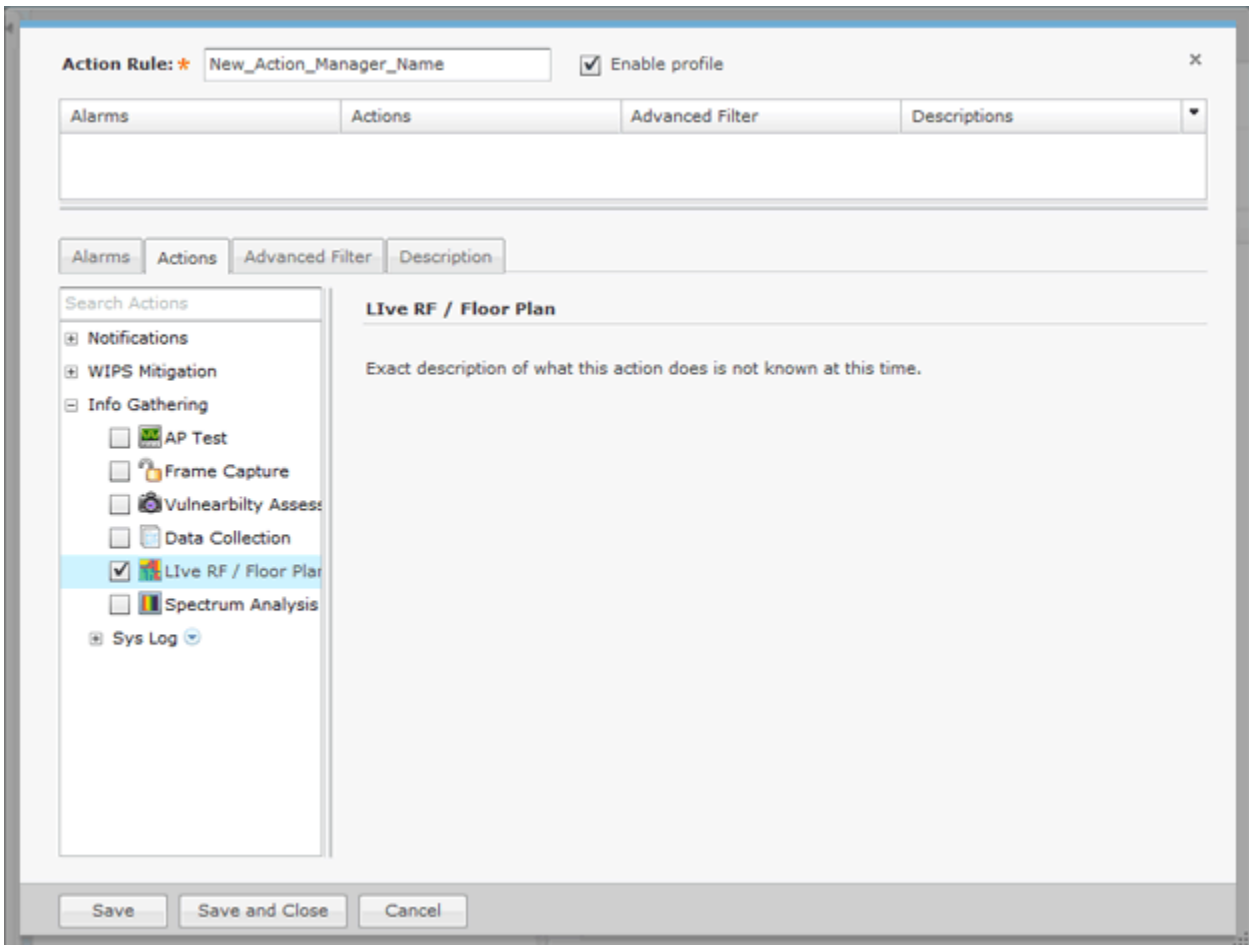 Action Rule: * New_Action_Manager_Name Enable profile
Alarms Actions Advanced Filter Descriptions
Alarms Actions Advanced Filter Description
Search Actions
LIve RF / Floor Plan
Notifications
WIPS Mitigation
Exact description of what this action does is not known at this time.
Info Gathering
AP Test
Frame Capture
Vulnearbilty Assess
Data Collection
LIve RF / Floor Plan
Spectrum Analysis
Sys Log
Save Save and Close Cancel